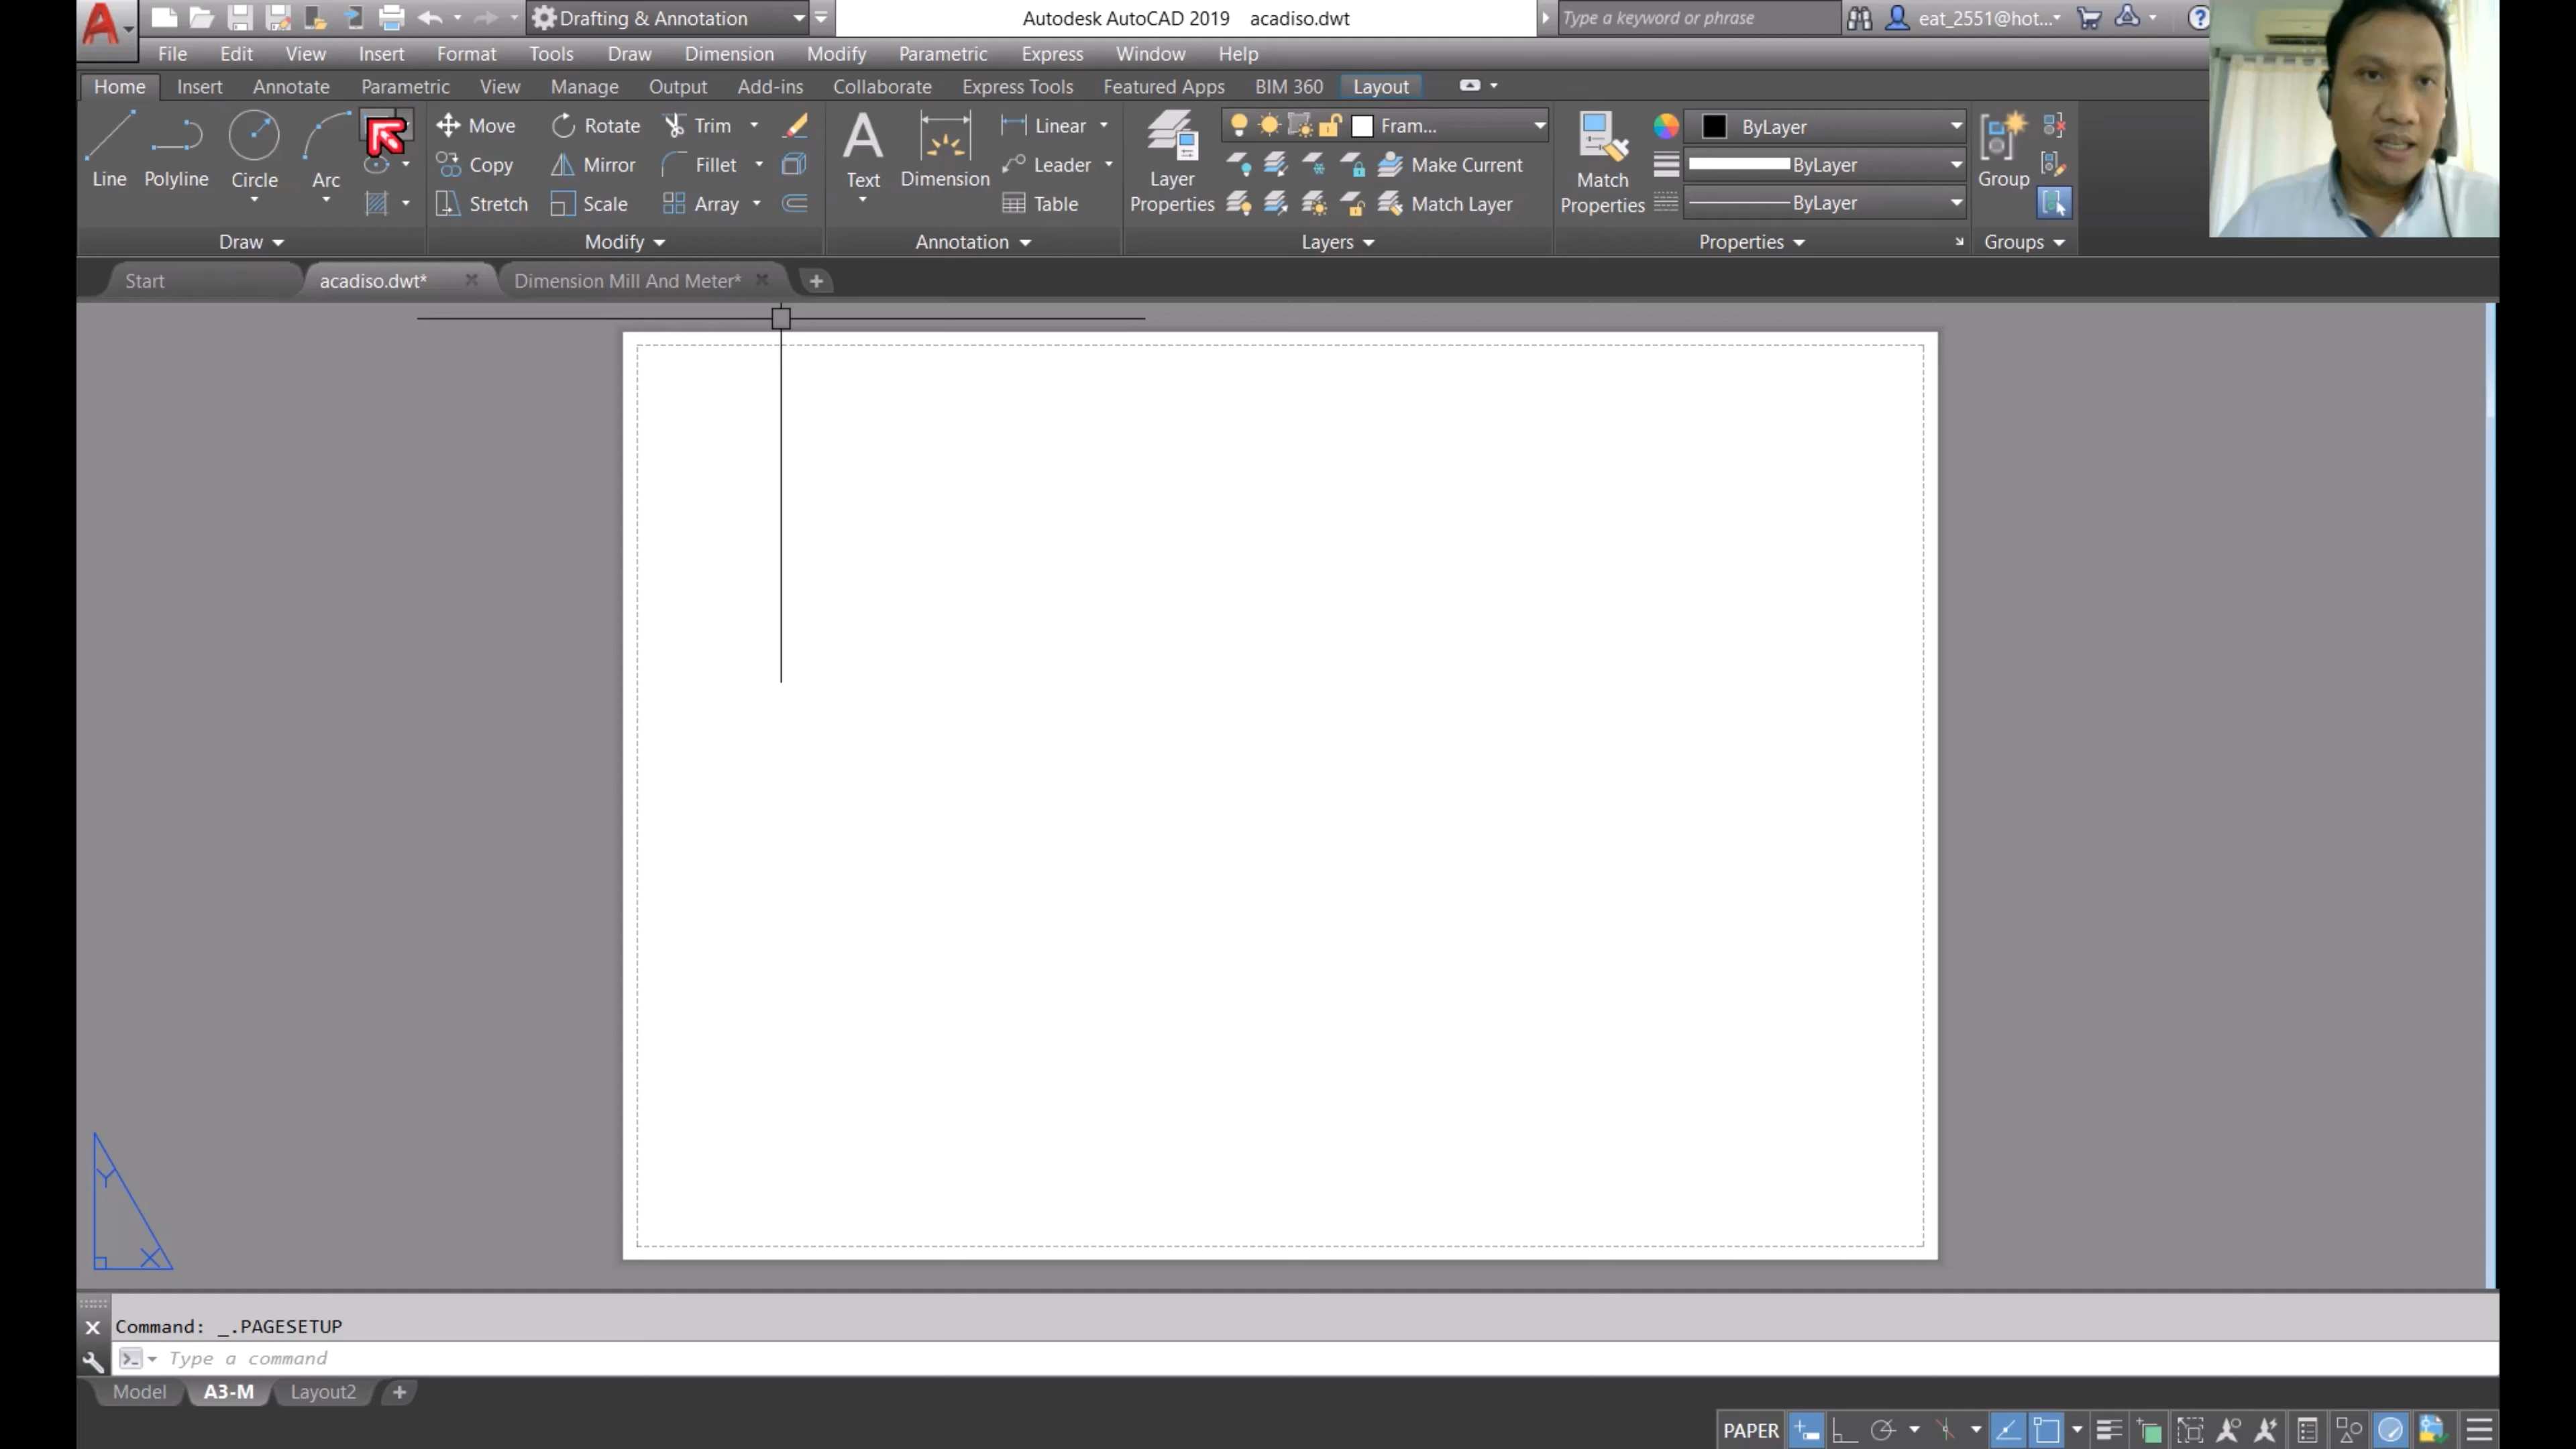 Drafting & Annotation
Autodesk AutoCAD 2019 acadiso.dwt
Type a keyword or phrase
eat_2551@hot...
File Edit View Insert Format Tools Draw Dimension Modify Parametric Express Window Help
Home Insert Annotate Parametric View Manage Output Add-ins Collaborate Express Tools Featured Apps BIM 360 Layout
Line Polyline Circle Arc
Move Rotate Trim
Copy Mirror Fillet
Stretch Scale Array
Text Dimension
Linear
Leader
Table
Layer Properties
Fram...
Make Current
Match Layer
Match Properties
ByLayer
ByLayer
ByLayer
Group
Draw Modify Annotation Layers Properties Groups
Start acadiso.dwt* Dimension Mill And Meter*
Y
X
Command: _.PAGESETUP
Type a command
Model A3-M Layout2
PAPER